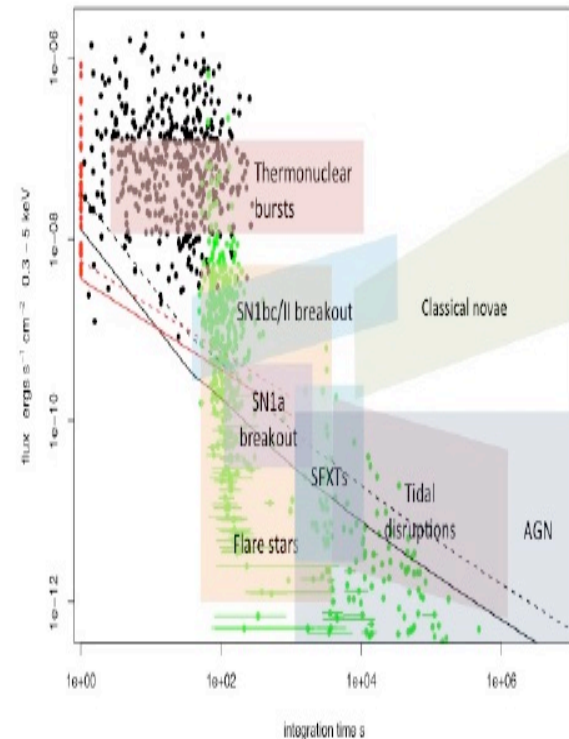 1e-06
1e-08
1e-10
1e-12
flux ergs s⁻¹ cm⁻² 0.3 – 5 keV
Thermonuclear
bursts
SN1bc/II breakout
Classical novae
SN1a
breakout
SFXTs
Tidal
disruptions
AGN
Flare stars
1e+00
1e+02
1e+04
1e+06
integration time s